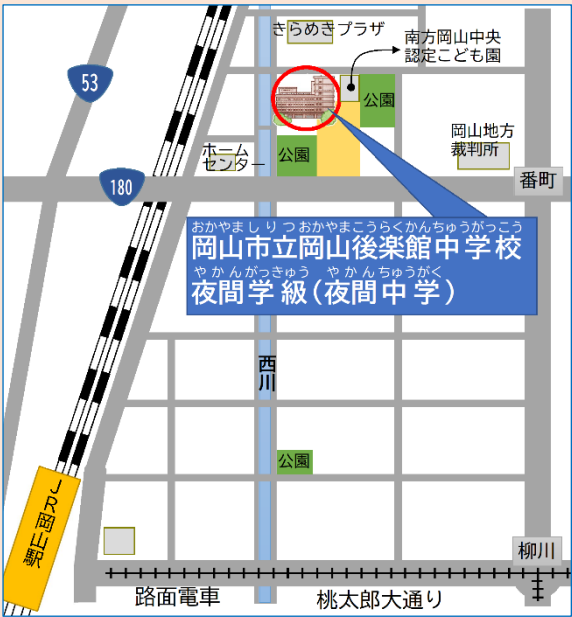 きらめきプラザ
南方岡山中央
認定こども園
53
公園
岡山地方
裁判所
ホーム
センター
公園
180
番町
おかやましりつおかやまこうらくかんちゅうがっこう
岡山市立岡山後楽館中学校
やかんがっきゅう やかんちゅうがく
夜間学級(夜間中学)
西川
公園
JR岡山駅
柳川
路面電車
桃太郎大通り